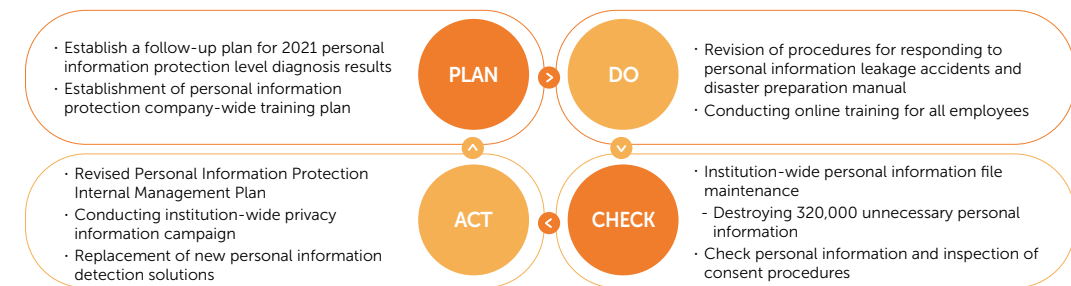 · Establish a follow-up plan for 2021 personal
information protection level diagnosis results
· Establishment of personal information
protection company-wide training plan
PLAN
>
DO
· Revision of procedures for responding to
personal information leakage accidents and
disaster preparation manual
· Conducting online training for all employees
· Revised Personal Information Protection
Internal Management Plan
· Conducting institution-wide privacy
information campaign
· Replacement of new personal information
detection solutions
ACT
<
CHECK
· Institution-wide personal information file
maintenance
- Destroying 320,000 unnecessary personal
information
· Check personal information and inspection of
consent procedures